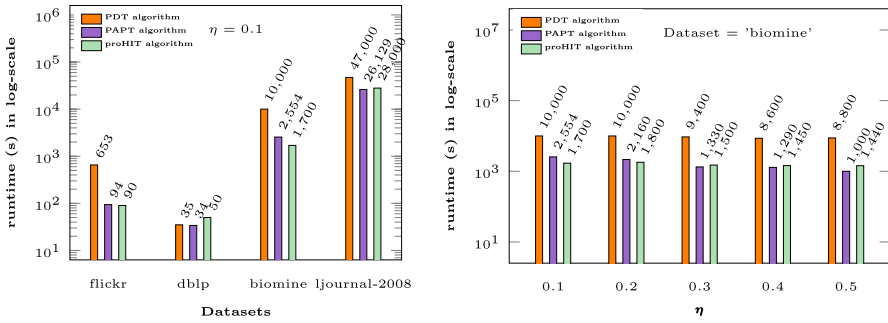 PDT algorithm
PAPT algorithm
proHIT algorithm
η = 0.1
runtime (s) in log-scale
10^6
10^5
10^4
10^3
10^2
10^1
653
94
90
35
34
50
10,000
2,554
1,700
47,000
26,129
28,000
flickr
dblp
biomine
ljournal-2008
Datasets
PDT algorithm
PAPT algorithm
proHIT algorithm
Dataset = 'biomine'
runtime (s) in log-scale
10^7
10^5
10^3
10^1
10,000
2,554
1,700
10,000
2,160
1,800
9,400
1,330
1,500
8,600
1,290
1,450
8,800
1,000
1,440
0.1
0.2
0.3
0.4
0.5
η